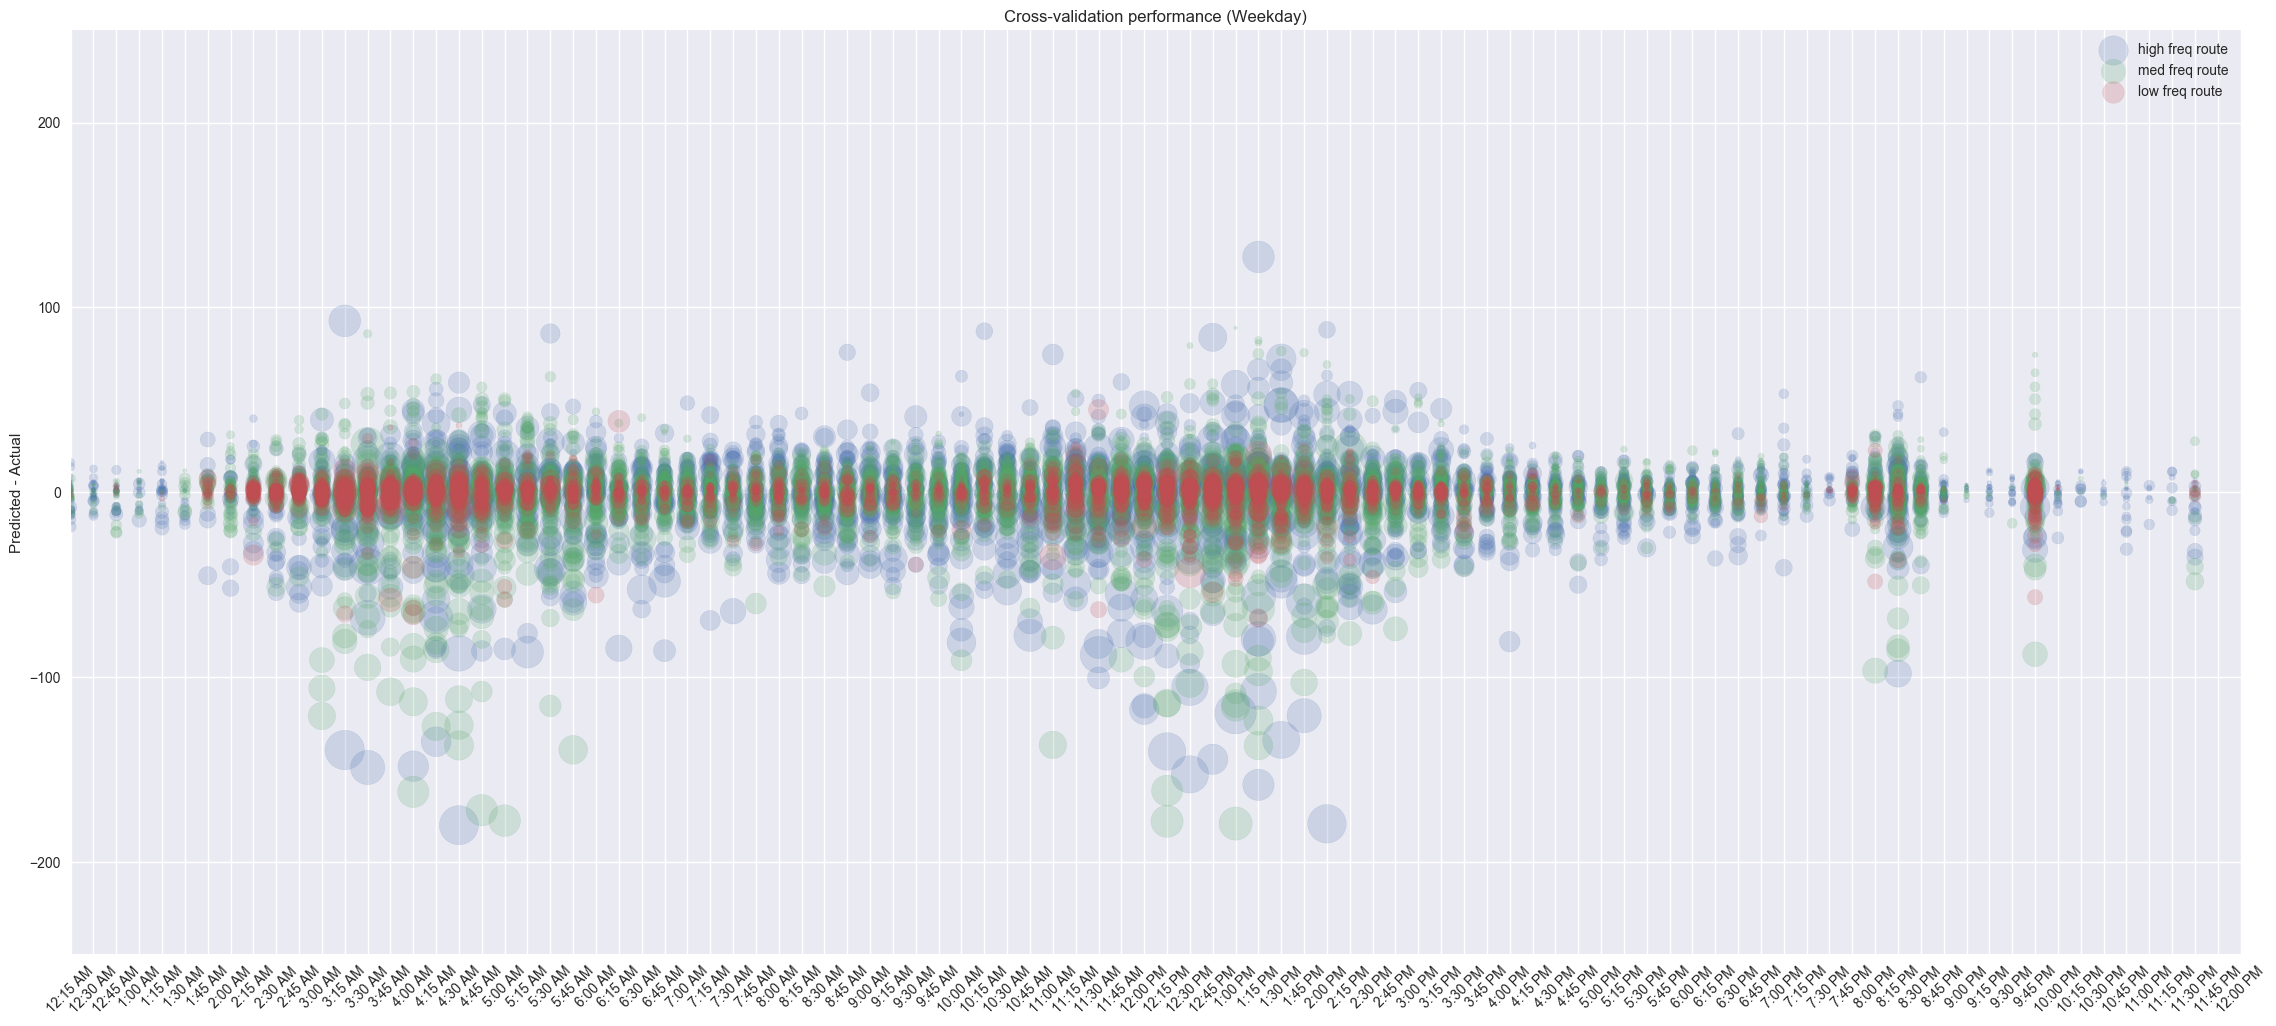 Cross-validation performance (Weekday)
high freq route
med freq route
low freq route
Predicted - Actual
200
100
0
−100
−200
12:15 AM
12:30 AM
12:45 AM
1:00 AM
1:15 AM
1:30 AM
1:45 AM
2:00 AM
2:15 AM
2:30 AM
2:45 AM
3:00 AM
3:15 AM
3:30 AM
3:45 AM
4:00 AM
4:15 AM
4:30 AM
4:45 AM
5:00 AM
5:15 AM
5:30 AM
5:45 AM
6:00 AM
6:15 AM
6:30 AM
6:45 AM
7:00 AM
7:15 AM
7:30 AM
7:45 AM
8:00 AM
8:15 AM
8:30 AM
8:45 AM
9:00 AM
9:15 AM
9:30 AM
9:45 AM
10:00 AM
10:15 AM
10:30 AM
10:45 AM
11:00 AM
11:15 AM
11:30 AM
11:45 AM
12:00 PM
12:15 PM
12:30 PM
12:45 PM
1:00 PM
1:15 PM
1:30 PM
1:45 PM
2:00 PM
2:15 PM
2:30 PM
2:45 PM
3:00 PM
3:15 PM
3:30 PM
3:45 PM
4:00 PM
4:15 PM
4:30 PM
4:45 PM
5:00 PM
5:15 PM
5:30 PM
5:45 PM
6:00 PM
6:15 PM
6:30 PM
6:45 PM
7:00 PM
7:15 PM
7:30 PM
7:45 PM
8:00 PM
8:15 PM
8:30 PM
8:45 PM
9:00 PM
9:15 PM
9:30 PM
9:45 PM
10:00 PM
10:15 PM
10:30 PM
10:45 PM
11:00 PM
11:15 PM
11:30 PM
11:45 PM
12:00 PM